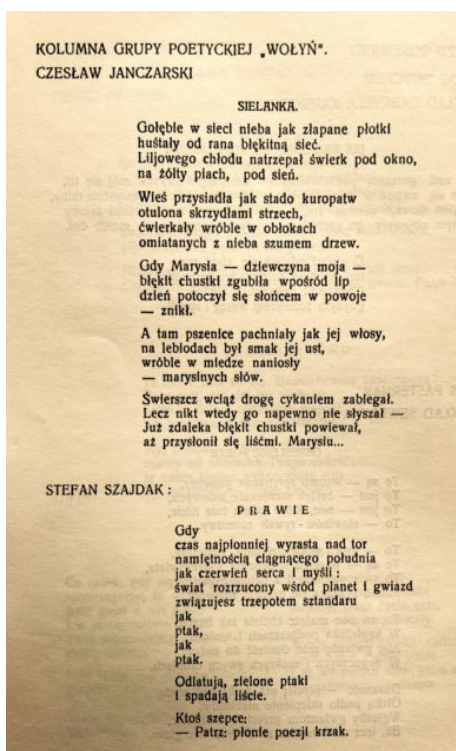 KOLUMNA GRUPY POETYCKIEJ „WOŁYŃ".
CZESŁAW JANCZARSKI
SIELANKA.
Gołębie w sieci nieba jak złapane płotki
huśtały od rana błękitną sieć.
Liljowego chłodu natrzepał świerk pod okno,
na żółty piach, pod sień.
Wieś przysiadła jak stado kuropatw
otulona skrzydłami strzech,
ćwierkały wróble w obłokach
omiatanych z nieba szumem drzew.
Gdy Marysia — dziewczyna moja —
błękit chustki zgubiła wpośród lip
dzień potoczył się słońcem w powoje
— znikł.
A tam pszenice pachniały jak jej włosy,
na lebiodach był smak jej ust,
wróble w miedze naniosły
— marysinych słów.
Świerszcz wciąż drogę cykaniem zabiegał.
Lecz nikt wtedy go napewno nie słyszał —
Już zdaleka błękit chustki powiewał,
aż przysłonił się liśćmi. Marysiu...
STEFAN SZAJDAK:
PRAWIE
Gdy
czas najpionniej wyrasta nad tor
namiętnością ciągnącego południa
jak czerwień serca i myśli:
świat rozrzucony wśród planet i gwiazd
związujesz trzepotem sztandaru
jak
ptak,
jak
ptak.
Odlatują, zielone ptaki
i spadają liście.
Ktoś szepce:
— Patrz: płonie poezji krzak.